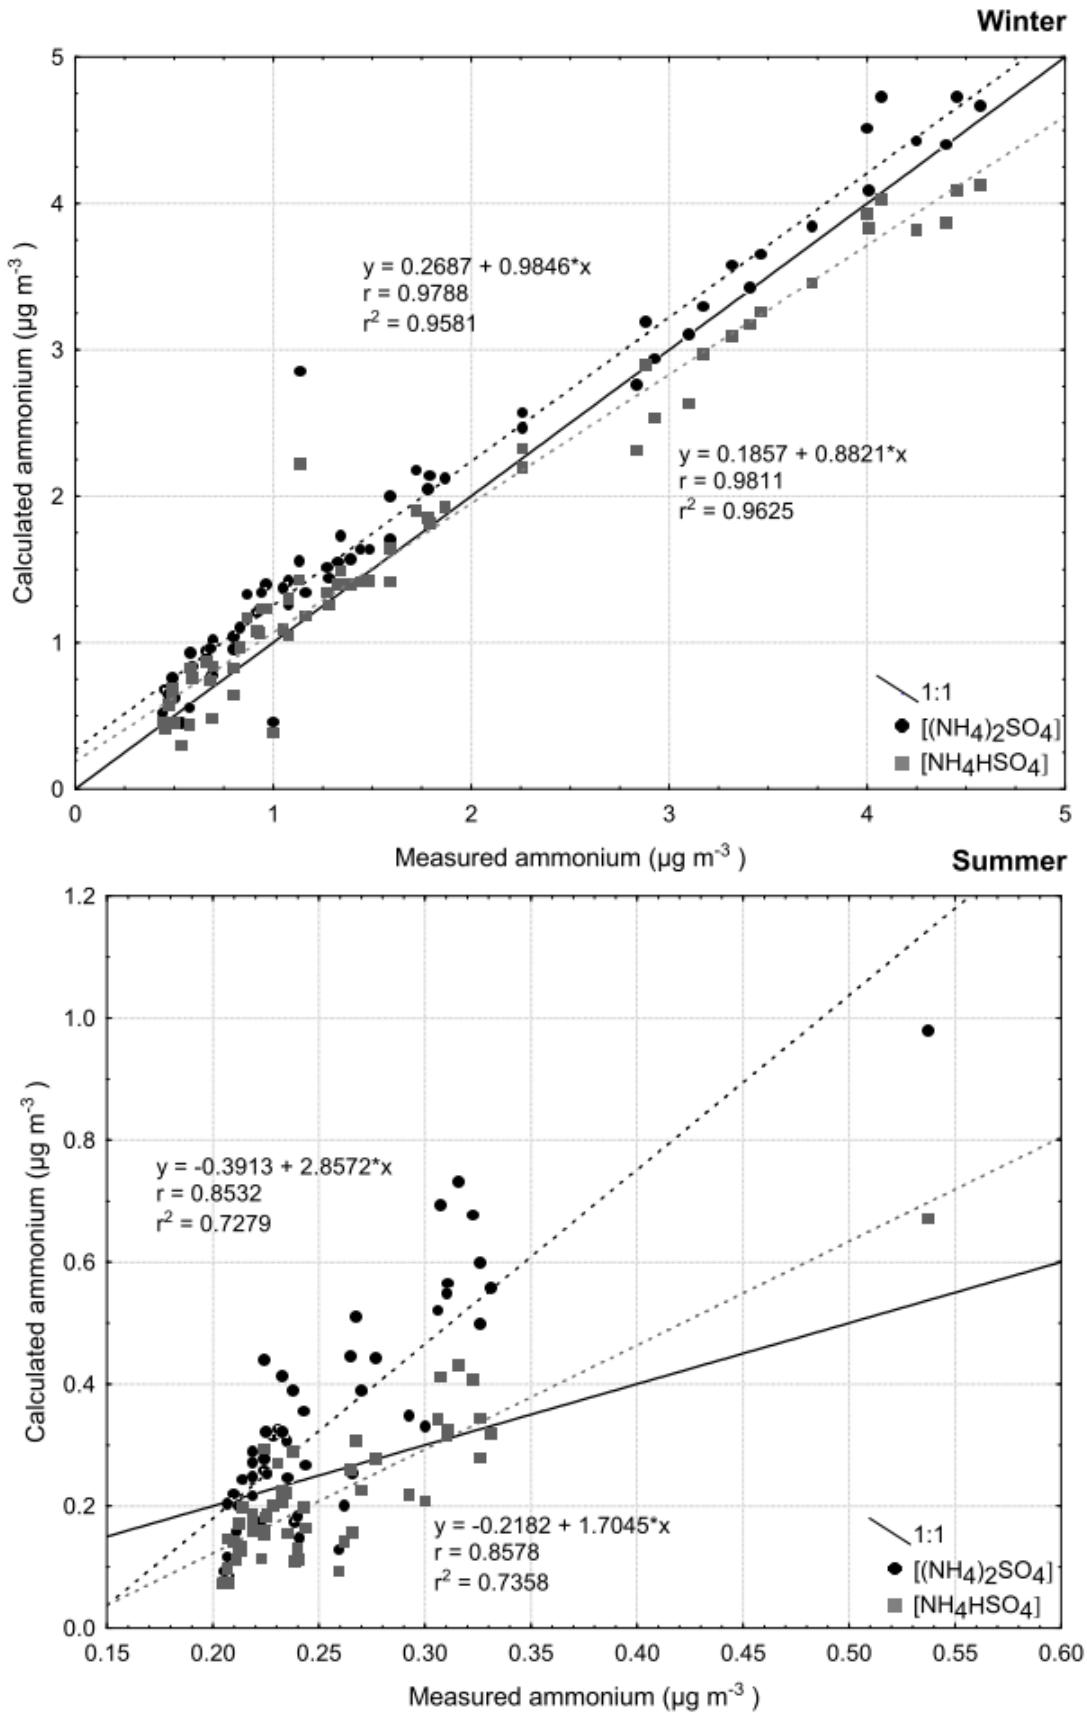 Winter
5
4
3
2
1
0
Calculated ammonium (µg m-3 )
y = 0.2687 + 0.9846*x
r = 0.9788
r2 = 0.9581
y = 0.1857 + 0.8821*x
r = 0.9811
r2 = 0.9625
1:1
[(NH4)2SO4]
[NH4HSO4]
0 1 2 3 4 5
Measured ammonium (µg m-3 )
Summer
1.2
1.0
0.8
0.6
0.4
0.2
0.0
Calculated ammonium (µg m-3 )
y = -0.3913 + 2.8572*x
r = 0.8532
r2 = 0.7279
y = -0.2182 + 1.7045*x
r = 0.8578
r2 = 0.7358
1:1
[(NH4)2SO4]
[NH4HSO4]
0.15 0.20 0.25 0.30 0.35 0.40 0.45 0.50 0.55 0.60
Measured ammonium (µg m-3 )